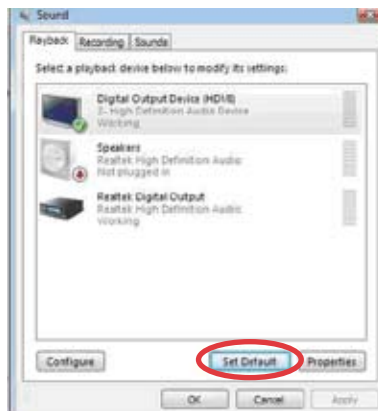 Sound
Playback Recording Sounds
Select a playback device below to modify its settings:
Digital Output Device (HDMI)
2- High Definition Audio Device
Working
Speakers
Realtek High Definition Audio
Not plugged in
Realtek Digital Output
Realtek High Definition Audio
Working
Configure Set Default Properties
OK Cancel Apply